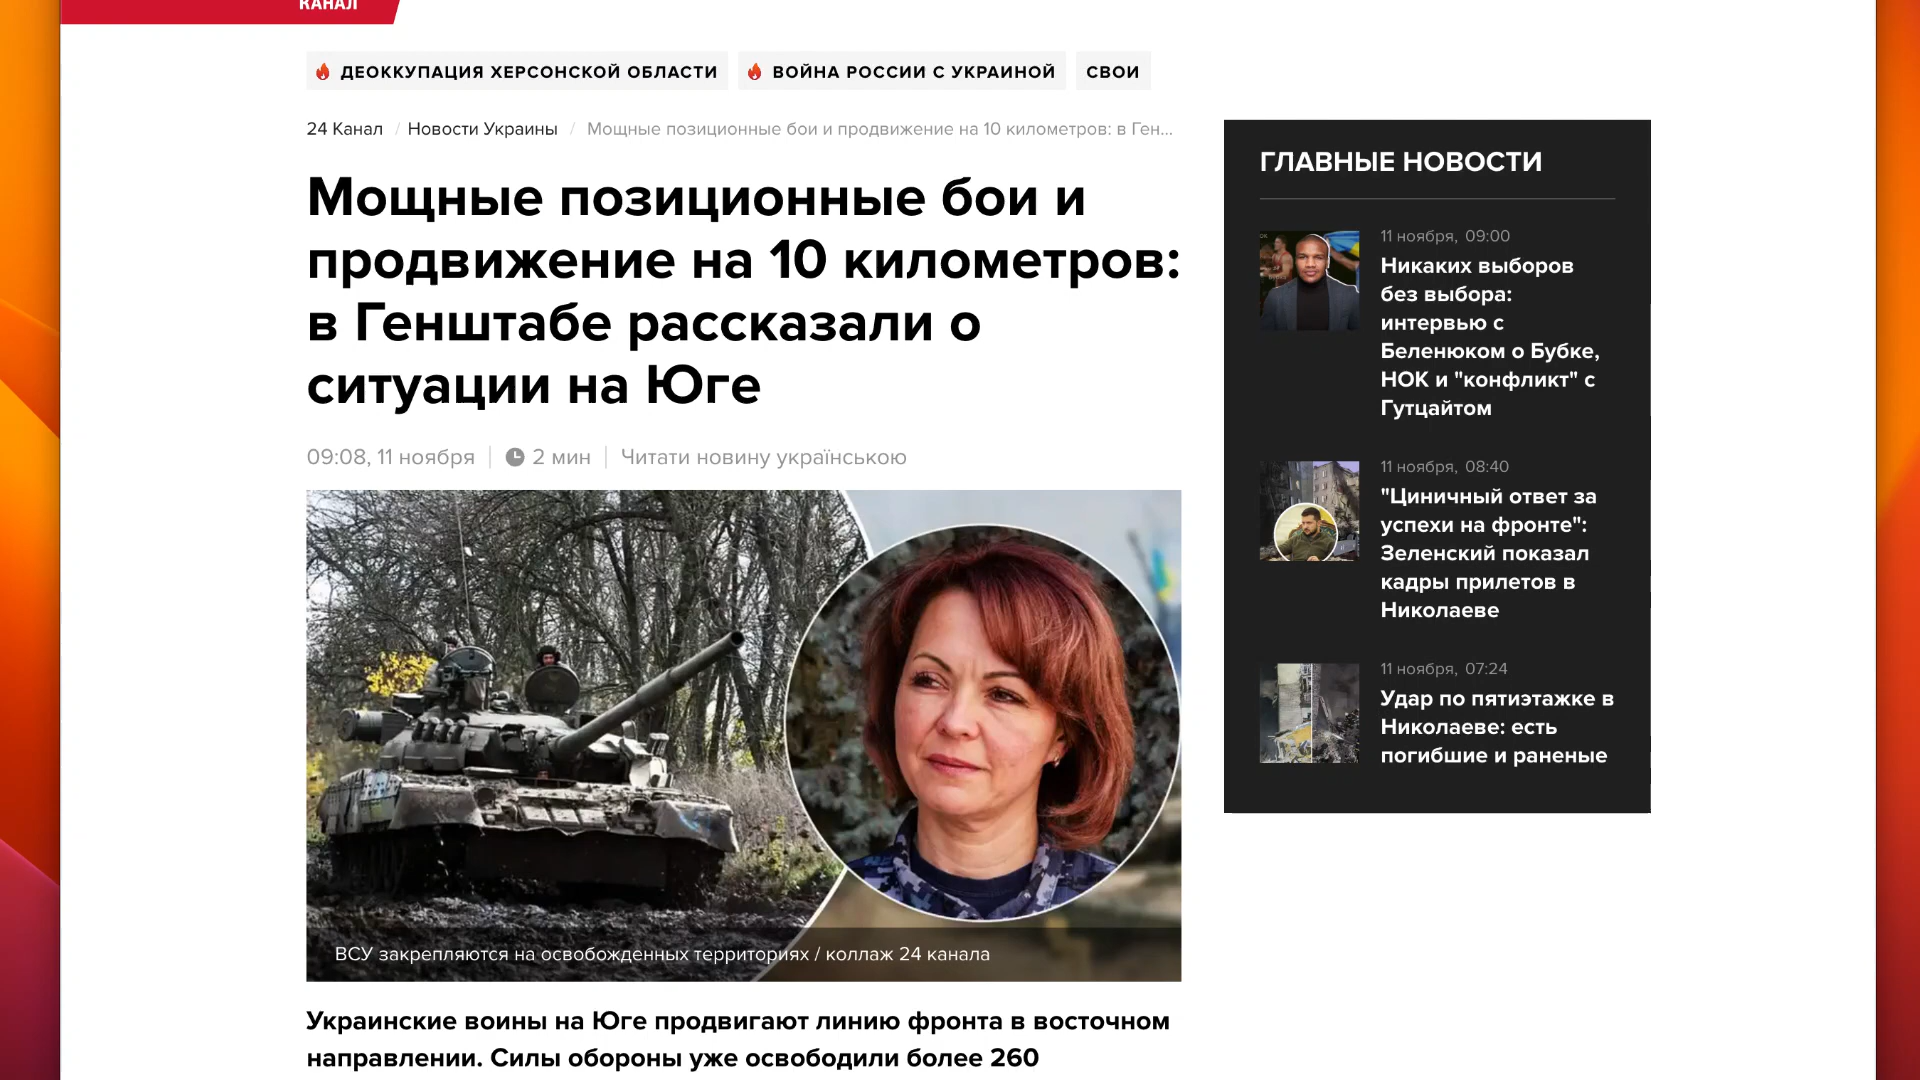 КАНАЛ
ДЕОККУПАЦИЯ ХЕРСОНСКОЙ ОБЛАСТИ
ВОЙНА РОССИИ С УКРАИНОЙ
СВОИ
24 Канал / Новости Украины / Мощные позиционные бои и продвижение на 10 километров: в Ген...
Мощные позиционные бои и
продвижение на 10 километров:
в Генштабе рассказали о
ситуации на Юге
09:08, 11 ноября
2 мин
Читати новину українською
ВСУ закрепляются на освобожденных территориях / коллаж 24 канала
Украинские воины на Юге продвигают линию фронта в восточном
направлении. Силы обороны уже освободили более 260
ГЛАВНЫЕ НОВОСТИ
11 ноября, 09:00
Никаких выборов
без выбора:
интервью с
Беленюком о Бубке,
НОК и "конфликт" с
Гутцайтом
11 ноября, 08:40
"Циничный ответ за
успехи на фронте":
Зеленский показал
кадры прилетов в
Николаеве
11 ноября, 07:24
Удар по пятиэтажке в
Николаеве: есть
погибшие и раненые